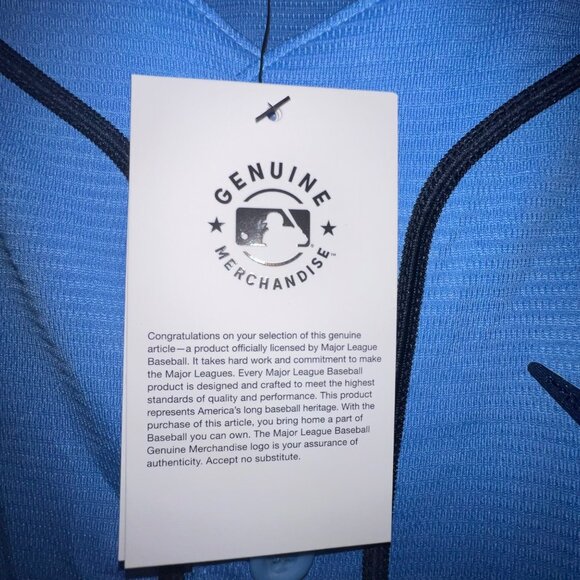 GENUINE
MERCHANDISE™
®
Congratulations on your selection of this genuine
article—a product officially licensed by Major League
Baseball. It takes hard work and commitment to make
the Major Leagues. Every Major League Baseball
product is designed and crafted to meet the highest
standards of quality and performance. This product
represents America's long baseball heritage. With the
purchase of this article, you bring home a part of
Baseball you can own. The Major League Baseball
Genuine Merchandise logo is your assurance of
authenticity. Accept no substitute.